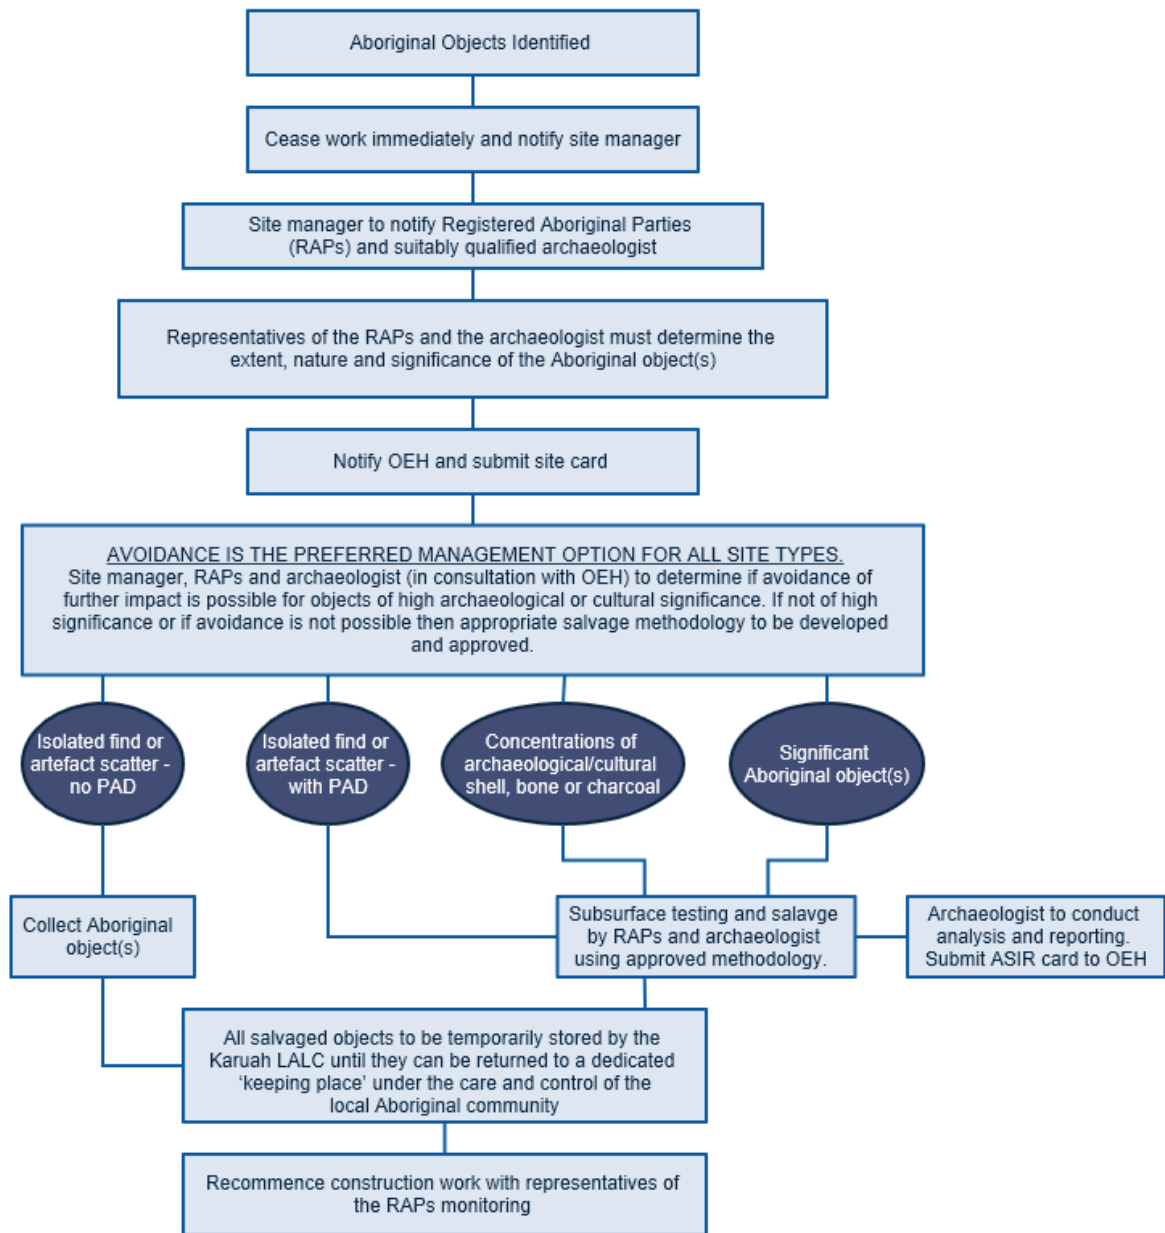 Aboriginal Objects Identified
Cease work immediately and notify site manager
Site manager to notify Registered Aboriginal Parties
(RAPs) and suitably qualified archaeologist
Representatives of the RAPs and the archaeologist must determine the
extent, nature and significance of the Aboriginal object(s)
Notify OEH and submit site card
AVOIDANCE IS THE PREFERRED MANAGEMENT OPTION FOR ALL SITE TYPES.
Site manager, RAPs and archaeologist (in consultation with OEH) to determine if avoidance of
further impact is possible for objects of high archaeological or cultural significance. If not of high
significance or if avoidance is not possible then appropriate salvage methodology to be developed
and approved.
Isolated find or
artefact scatter -
no PAD
Isolated find or
artefact scatter -
with PAD
Concentrations of
archaeological/cultural
shell, bone or charcoal
Significant
Aboriginal object(s)
Collect Aboriginal
object(s)
Subsurface testing and salavge
by RAPs and archaeologist
using approved methodology.
Archaeologist to conduct
analysis and reporting.
Submit ASIR card to OEH
All salvaged objects to be temporarily stored by the
Karuah LALC until they can be returned to a dedicated
‘keeping place’ under the care and control of the
local Aboriginal community
Recommence construction work with representatives of
the RAPs monitoring